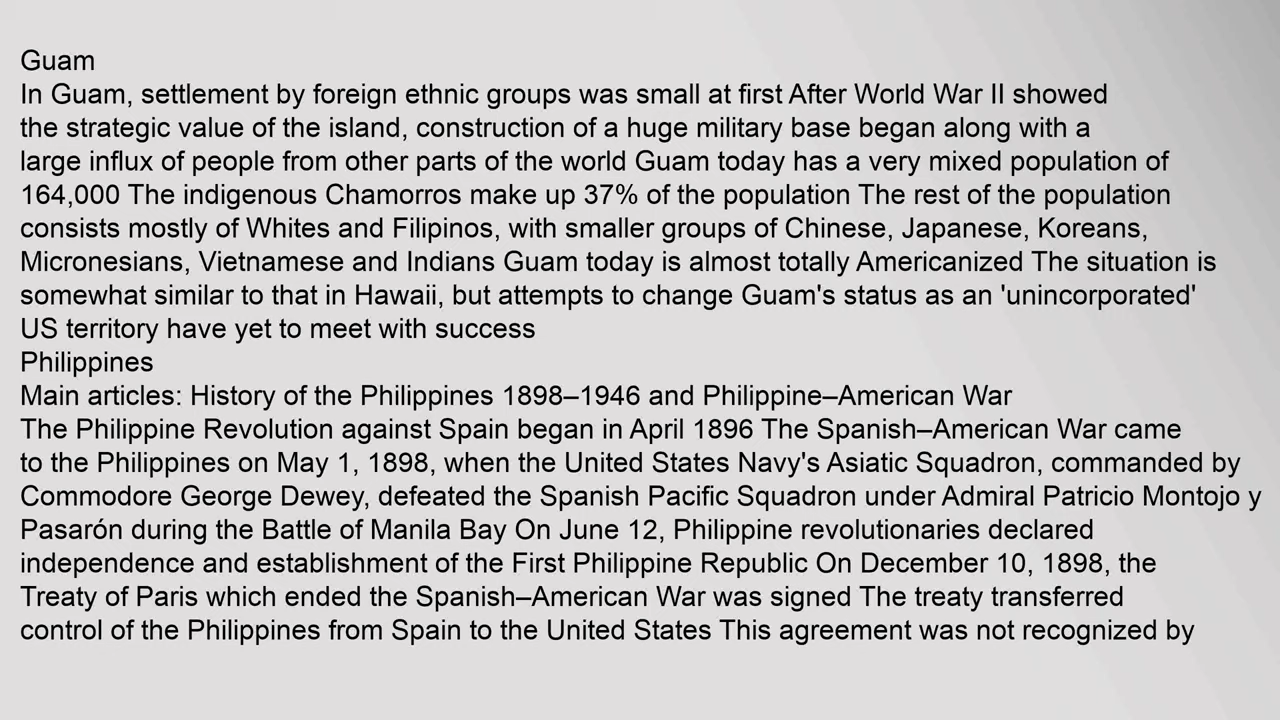 Guam
In Guam, settlement by foreign ethnic groups was small at first After World War II showed
the strategic value of the island, construction of a huge military base began along with a
large influx of people from other parts of the world Guam today has a very mixed population of
164,000 The indigenous Chamorros make up 37% of the population The rest of the population
consists mostly of Whites and Filipinos, with smaller groups of Chinese, Japanese, Koreans,
Micronesians, Vietnamese and Indians Guam today is almost totally Americanized The situation is
somewhat similar to that in Hawaii, but attempts to change Guam's status as an 'unincorporated'
US territory have yet to meet with success
Philippines
Main articles: History of the Philippines 1898–1946 and Philippine–American War
The Philippine Revolution against Spain began in April 1896 The Spanish–American War came
to the Philippines on May 1, 1898, when the United States Navy's Asiatic Squadron, commanded by
Commodore George Dewey, defeated the Spanish Pacific Squadron under Admiral Patricio Montojo y
Pasarón during the Battle of Manila Bay On June 12, Philippine revolutionaries declared
independence and establishment of the First Philippine Republic On December 10, 1898, the
Treaty of Paris which ended the Spanish–American War was signed The treaty transferred
control of the Philippines from Spain to the United States This agreement was not recognized by